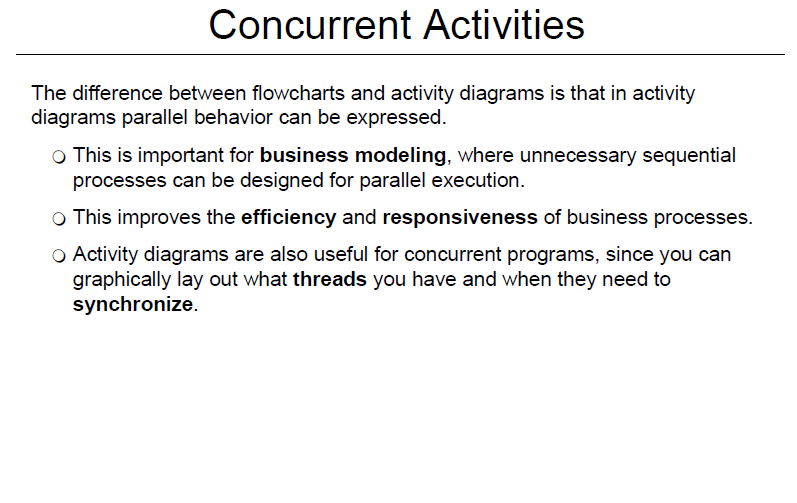 Concurrent Activities
The difference between flowcharts and activity diagrams is that in activity
diagrams parallel behavior can be expressed.
This is important for business modeling, where unnecessary sequential
processes can be designed for parallel execution.
This improves the efficiency and responsiveness of business processes.
Activity diagrams are also useful for concurrent programs, since you can
graphically lay out what threads you have and when they need to
synchronize.